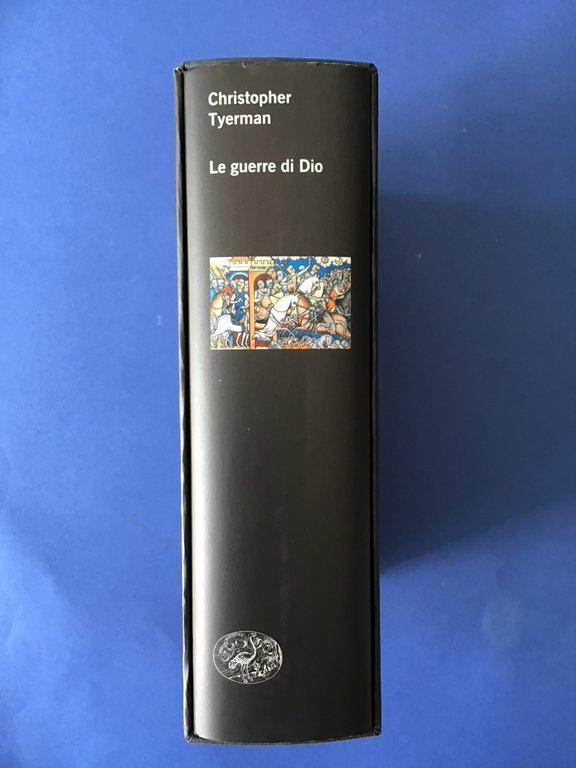 Christopher
Tyerman
Le guerre di Dio